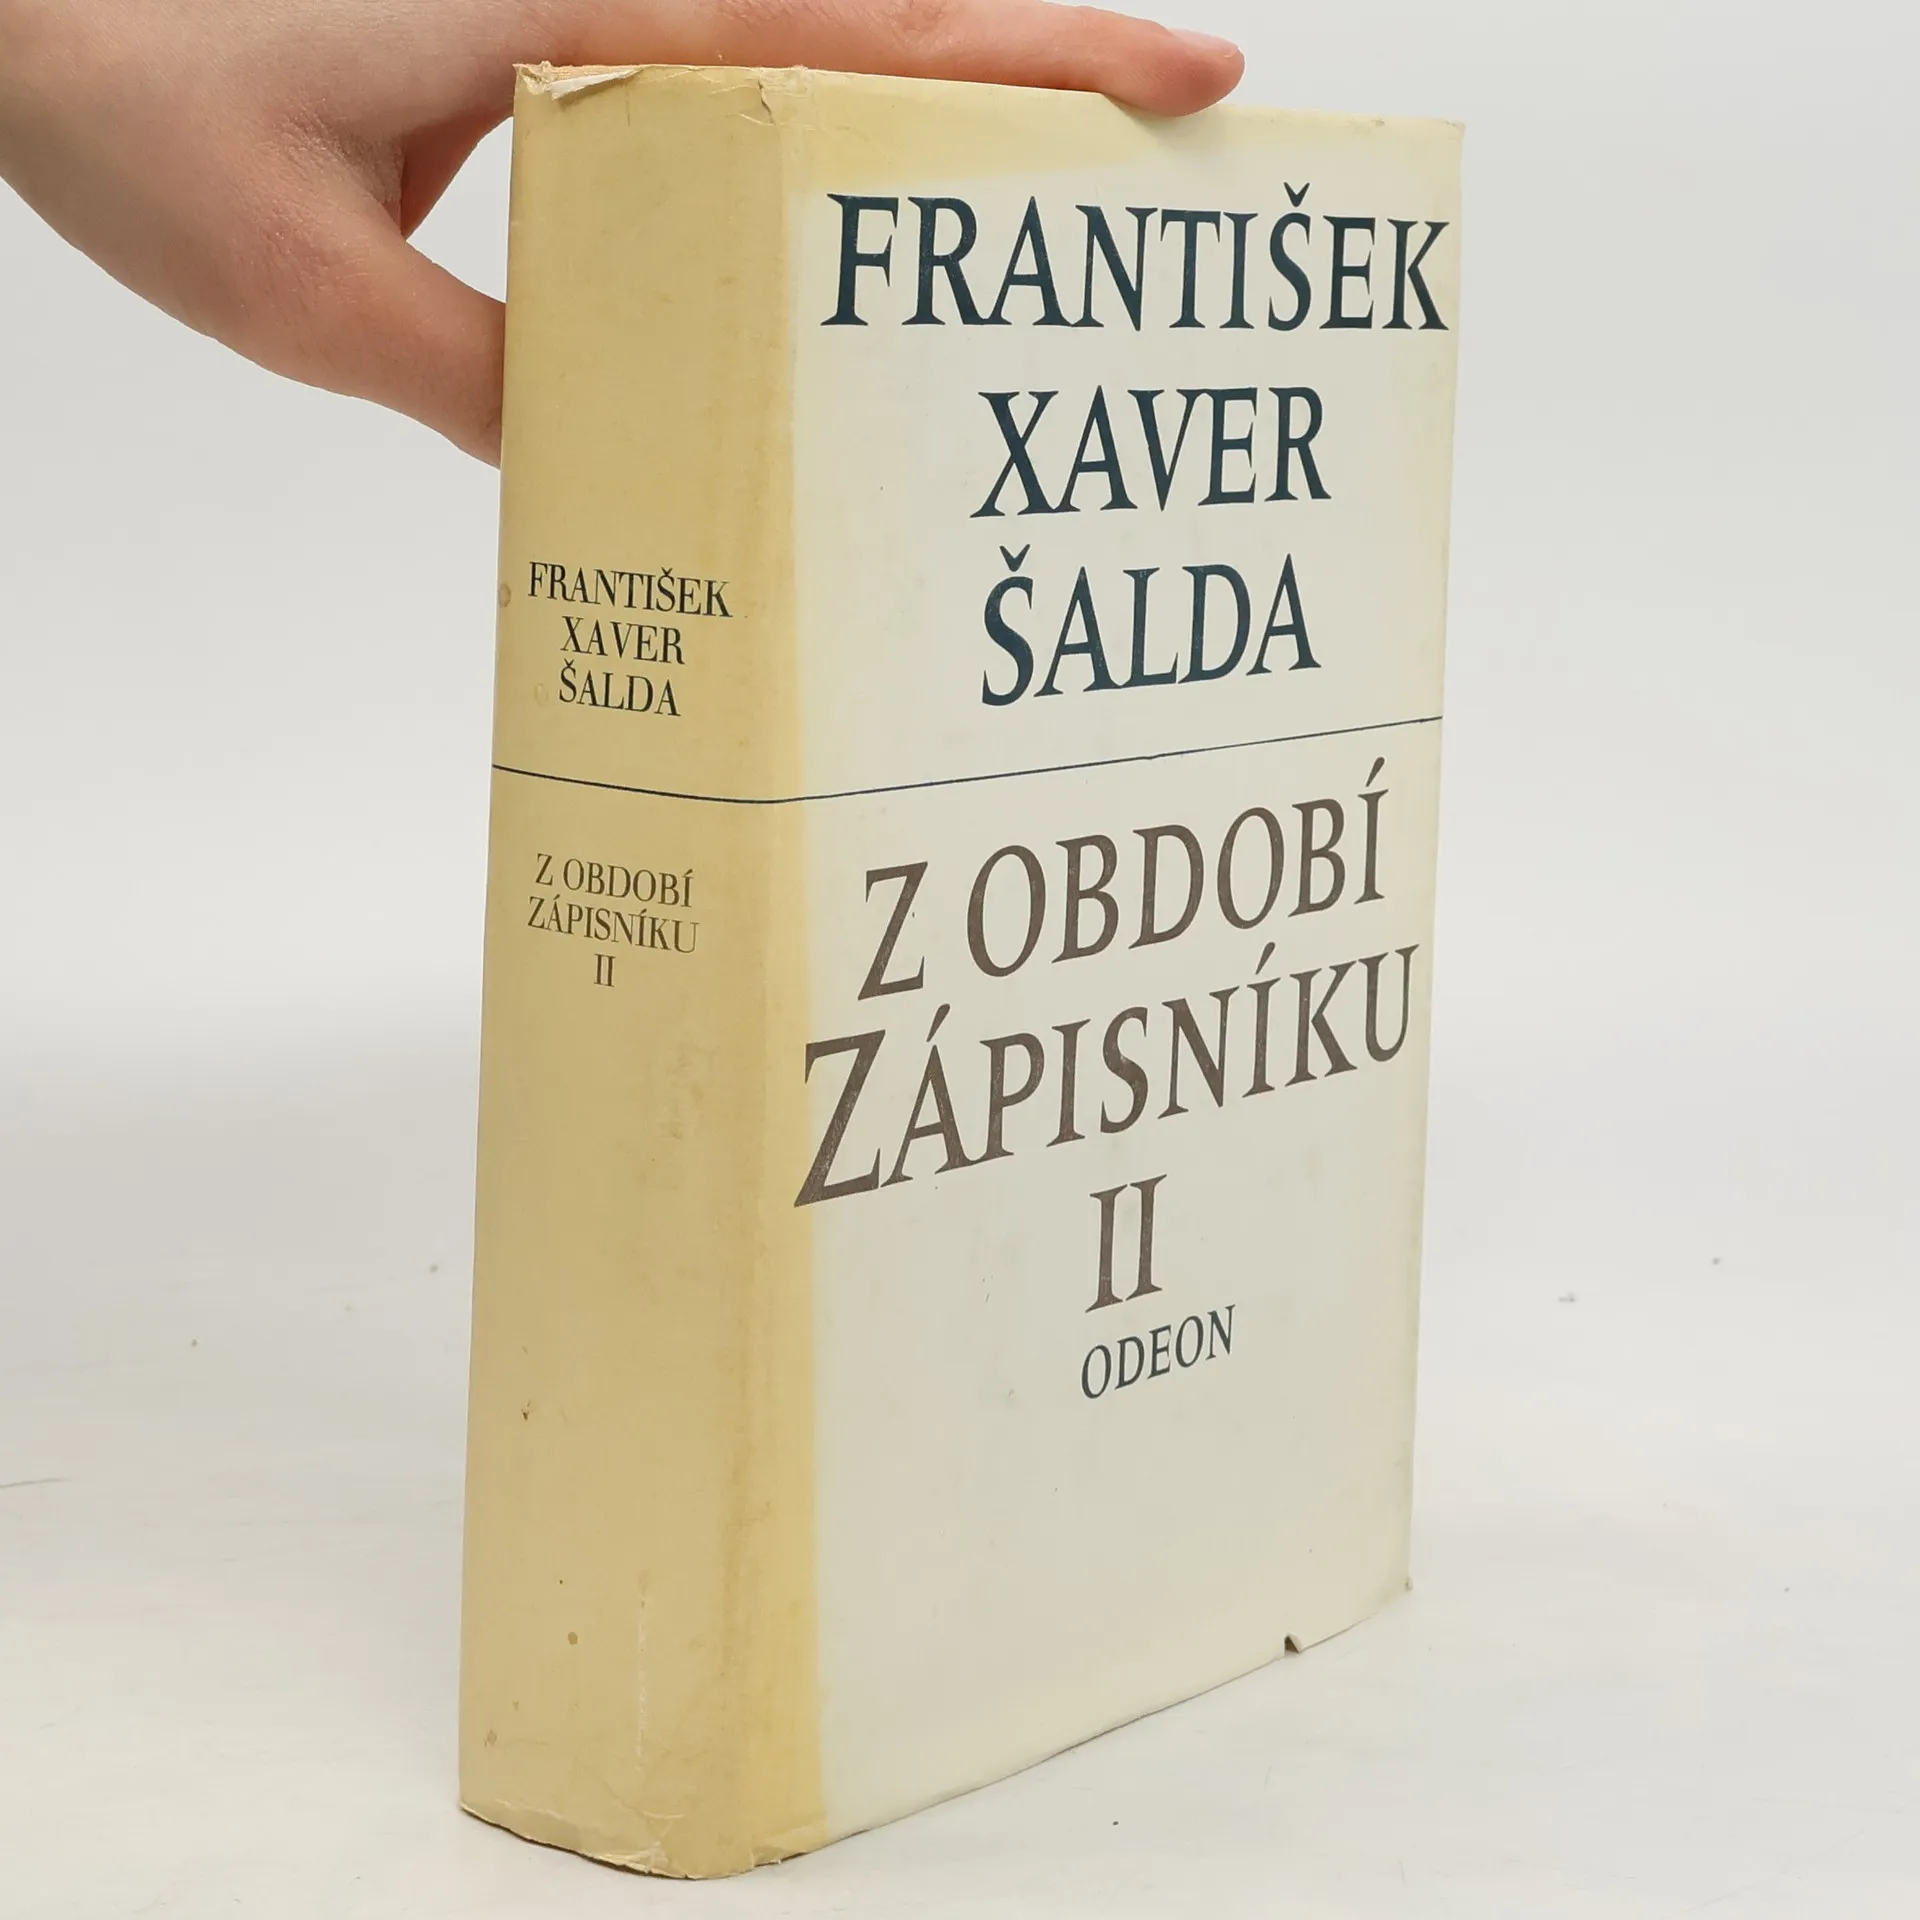 FRANTIŠEK
XAVER
ŠALDA
Z OBDOBÍ
ZÁPISNÍKU
II
FRANTIŠEK
XAVER
ŠALDA
Z OBDOBÍ
ZÁPISNÍKU
II
ODEON